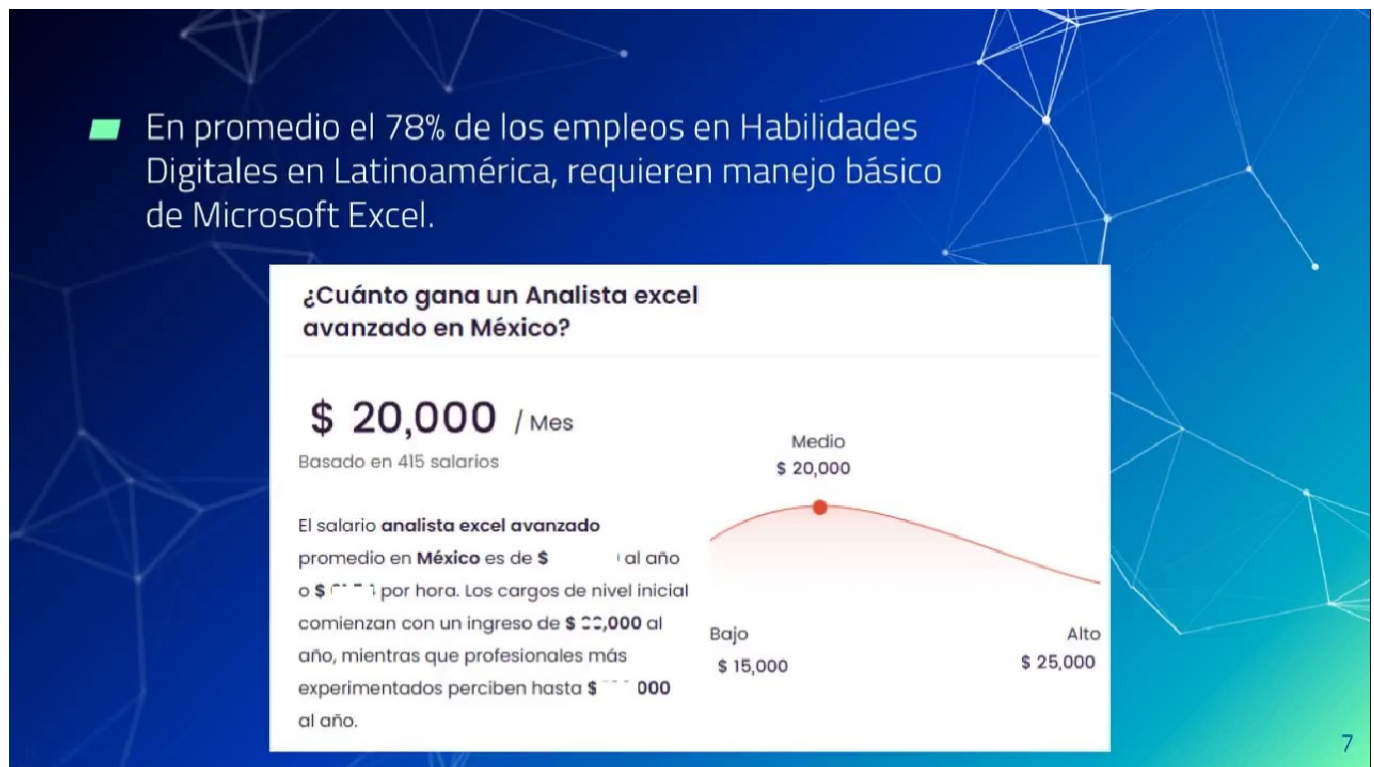 En promedio el 78% de los empleos en Habilidades
Digitales en Latinoamérica, requieren manejo básico
de Microsoft Excel.
¿Cuánto gana un Analista excel
avanzado en México?
$ 20,000 / Mes
Basado en 415 salarios
El salario analista excel avanzado
promedio en México es de $ al año
o $ por hora. Los cargos de nivel inicial
comienzan con un ingreso de $ ,000 al
año, mientras que profesionales más
experimentados perciben hasta $ 000
al año.
Medio
$ 20,000
Bajo
$ 15,000
Alto
$ 25,000
7